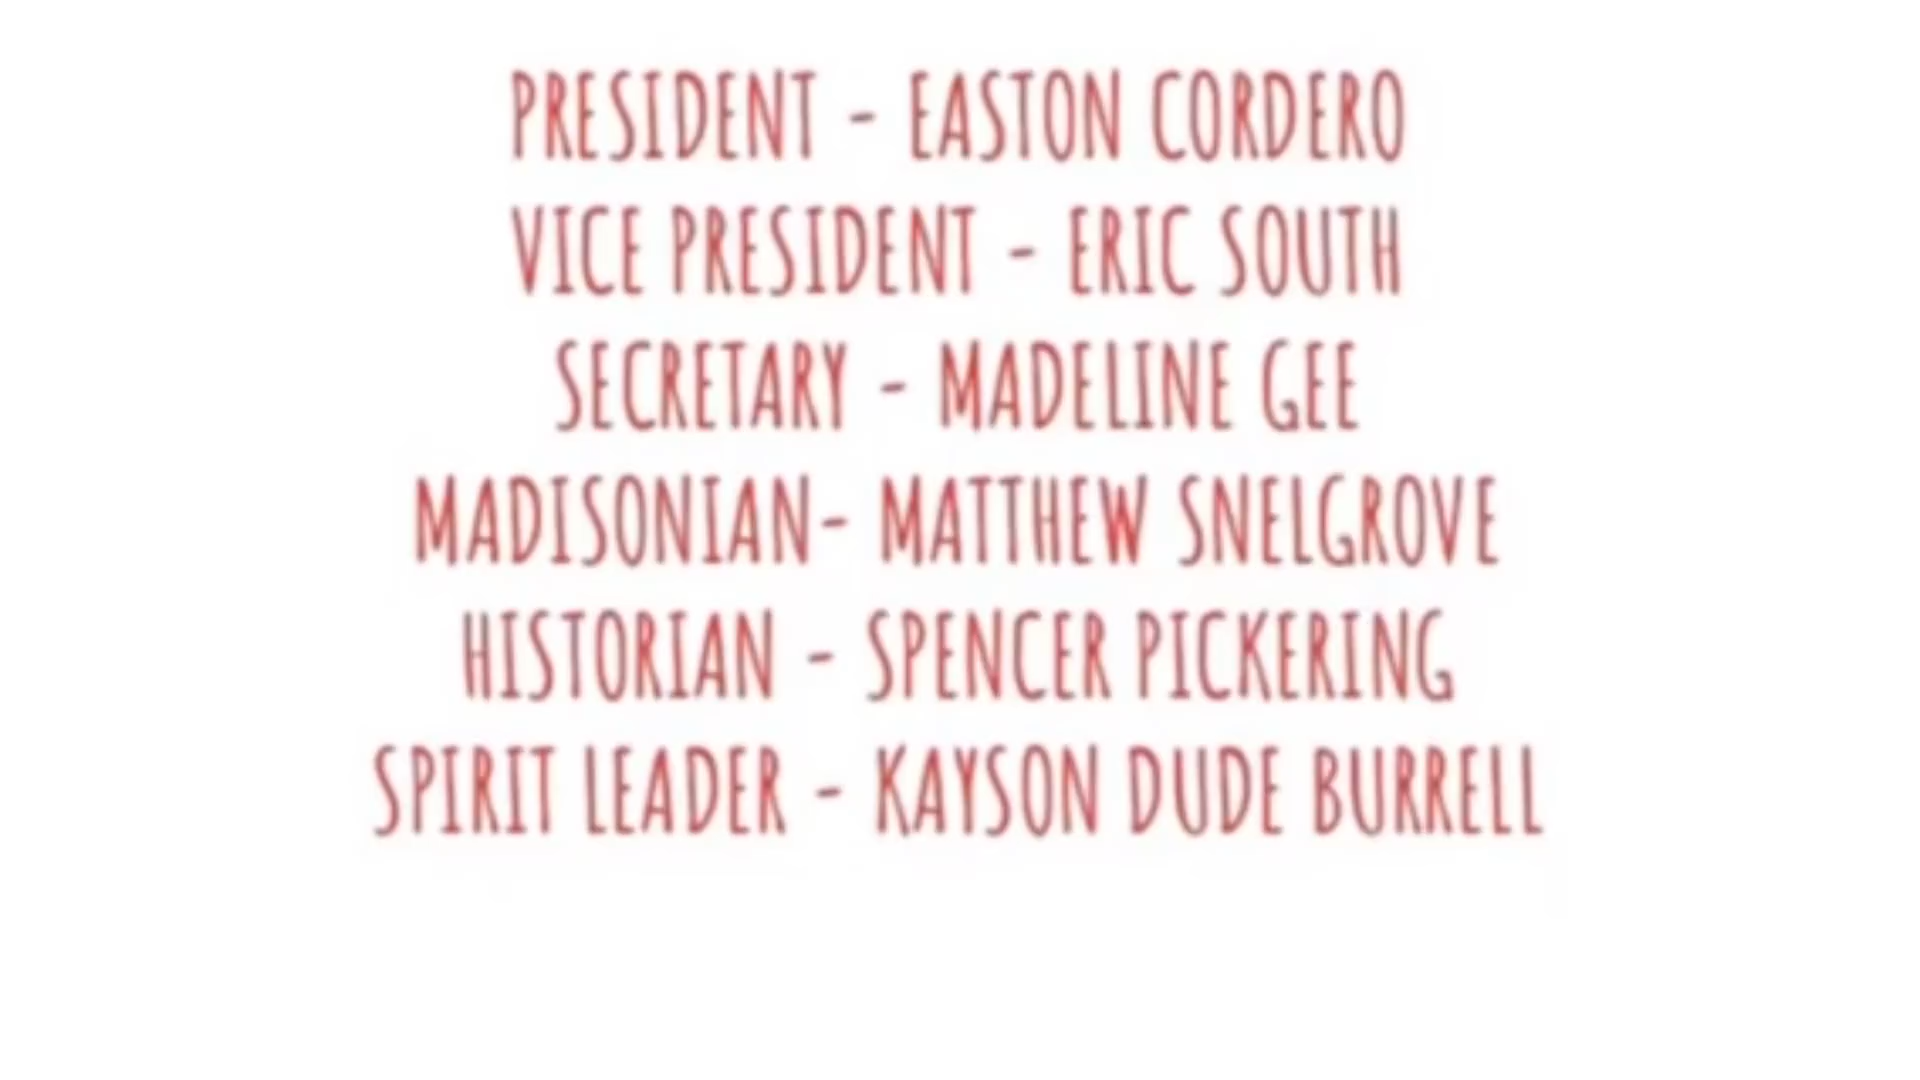 PRESIDENT - EASTON CORDERO
VICE PRESIDENT - ERIC SOUTH
SECRETARY - MADELINE GEE
MADISONIAN- MATTHEW SNELGROVE
HISTORIAN - SPENCER PICKERING
SPIRIT LEADER - KAYSON DUDE BURRELL